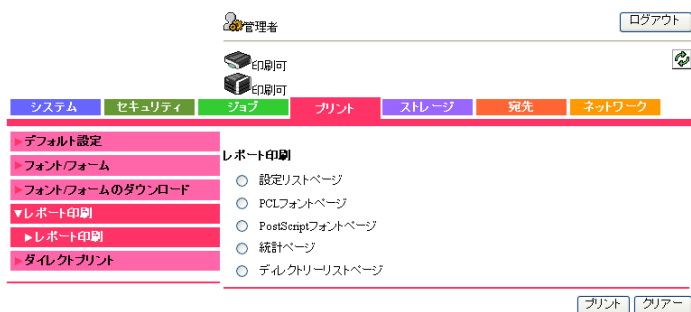 管理者
ログアウト
印刷可
印刷可
システム
セキュリティ
ジョブ
プリント
ストレージ
宛先
ネットワーク
▶デフォルト設定
▶フォント/フォーム
▶フォント/フォームのダウンロード
▼レポート印刷
▶レポート印刷
▶ダイレクトプリント
レポート印刷
設定リストページ
PCLフォントページ
PostScriptフォントページ
統計ページ
ディレクトリーリストページ
プリント
クリアー